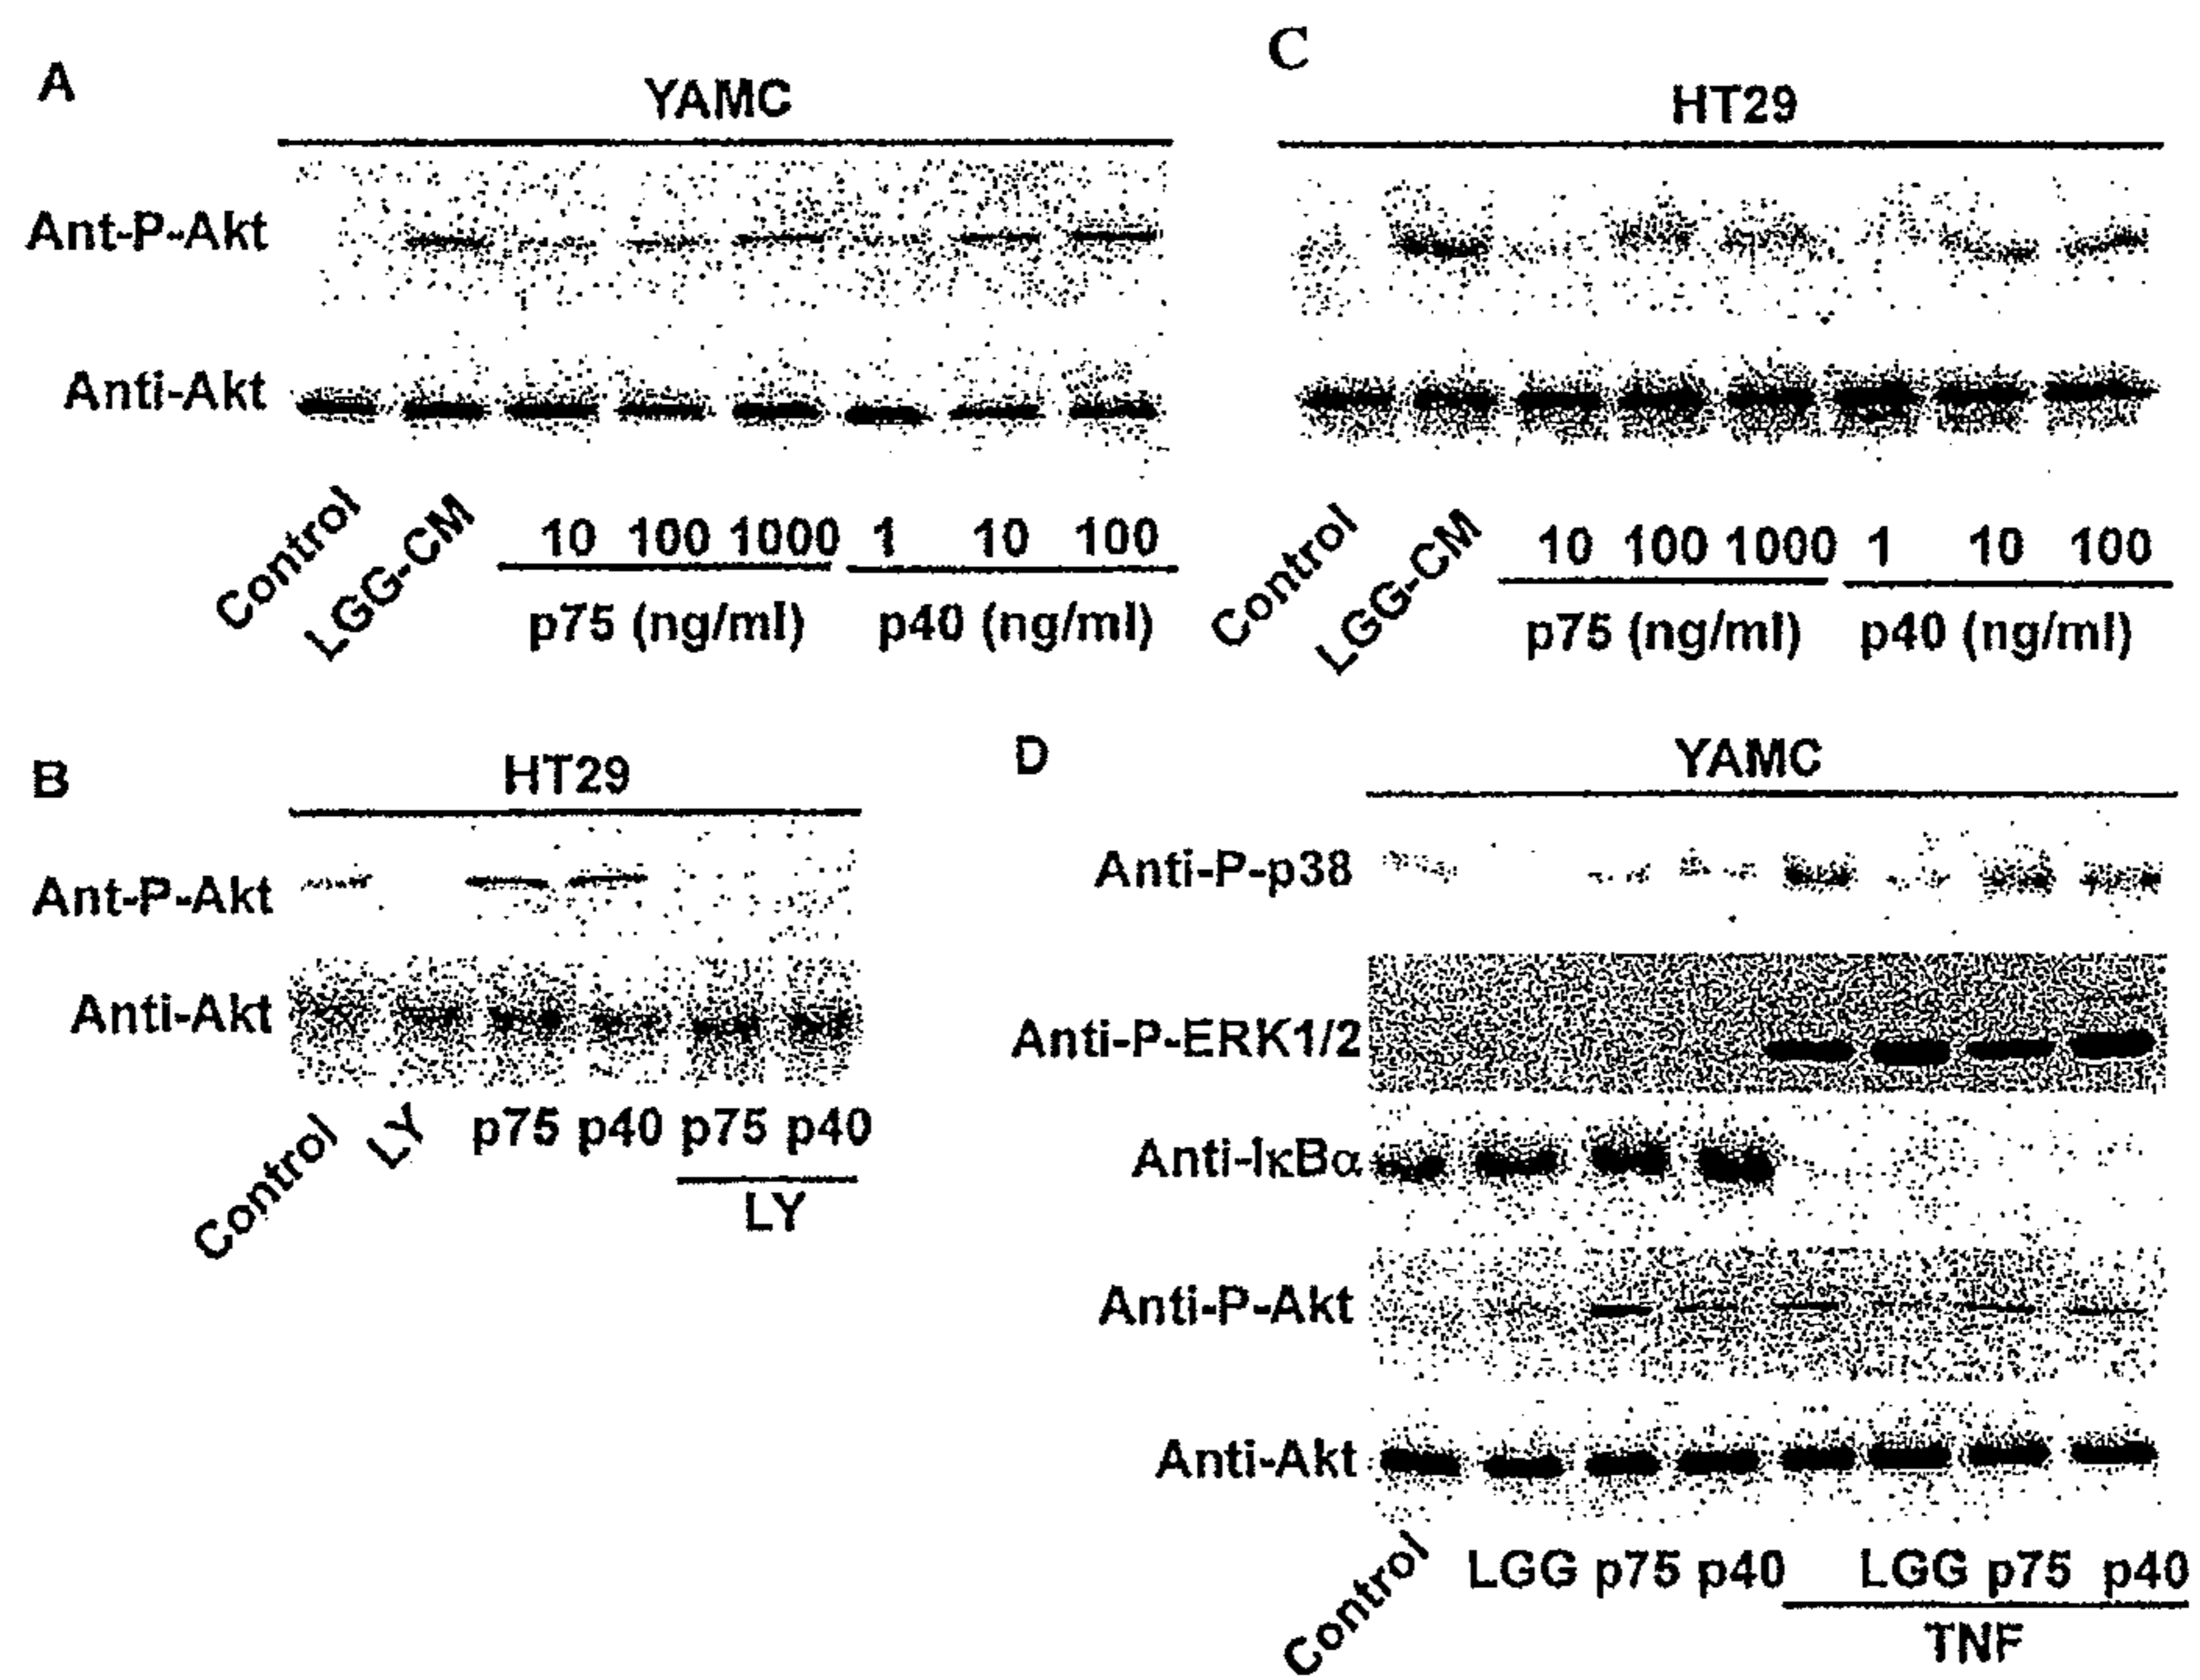 A
YAMC
Ant-P-Akt
Anti-Akt
Control
LGG-CM
10 100 1000 1 10 100
p75 (ng/ml) p40 (ng/ml)
C
HT29
Control
LGG-CM
10 100 1000 1 10 100
p75 (ng/ml) p40 (ng/ml)
B
HT29
Ant-P-Akt
Anti-Akt
Control
LY
p75 p40 p75 p40
LY
D
YAMC
Anti-P-p38
Anti-P-ERK1/2
Anti-IκBα
Anti-P-Akt
Anti-Akt
Control
LGG p75 p40 LGG p75 p40
TNF